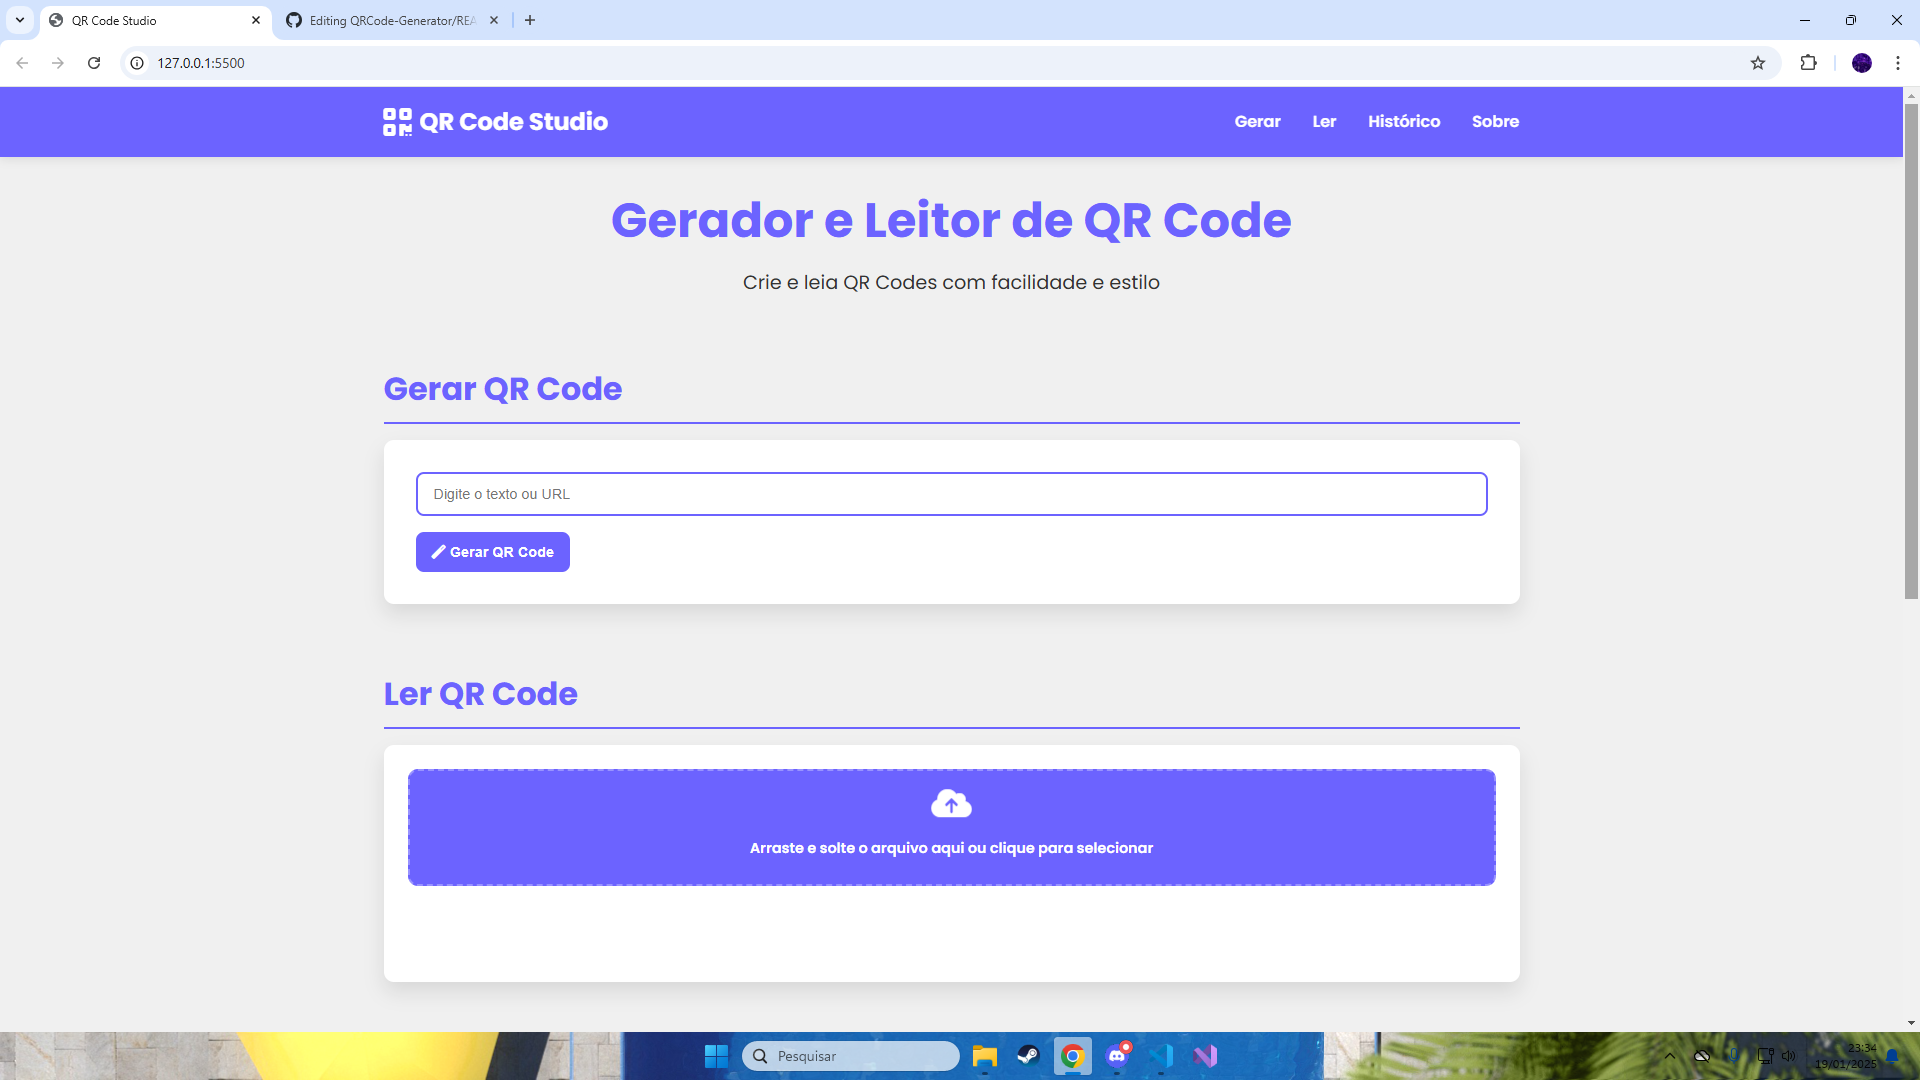 QR Code Studio
Editing QRCode-Generator/REA
127.0.0.1:5500
QR Code Studio
Gerar
Ler
Histórico
Sobre
Gerador e Leitor de QR Code
Crie e leia QR Codes com facilidade e estilo
Gerar QR Code
Digite o texto ou URL
Gerar QR Code
Ler QR Code
Arraste e solte o arquivo aqui ou clique para selecionar
Pesquisar
23:34
19/01/2025